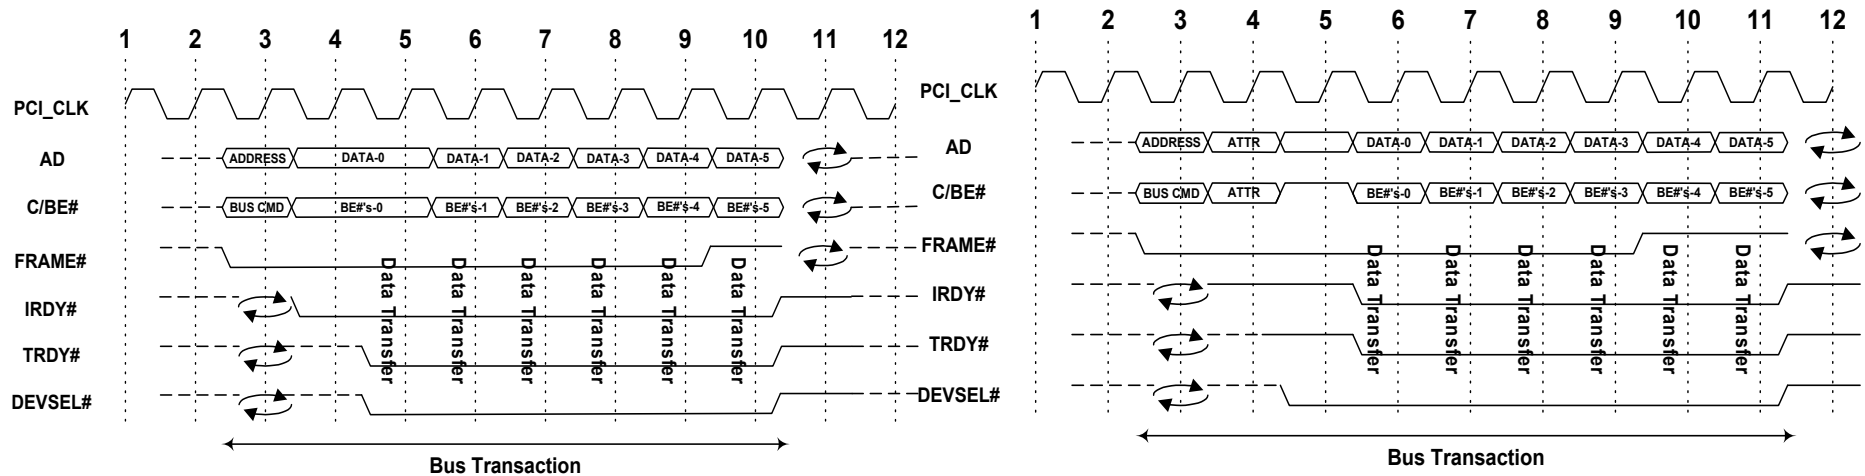 1 2 3 4 5 6 7 8 9 10 11 12
PCI_CLK
AD ADDRESS DATA-0 DATA-1 DATA-2 DATA-3 DATA-4 DATA-5
C/BE# BUS CMD BE#'s-0 BE#'s-1 BE#'s-2 BE#'s-3 BE#'s-4 BE#'s-5
FRAME#
IRDY#
TRDY#
DEVSEL#
Data Transfer
Data Transfer
Data Transfer
Data Transfer
Data Transfer
Data Transfer
Bus Transaction
1 2 3 4 5 6 7 8 9 10 11 12
PCI_CLK
AD ADDRESS ATTR DATA-0 DATA-1 DATA-2 DATA-3 DATA-4 DATA-5
C/BE# BUS CMD ATTR BE#'s-0 BE#'s-1 BE#'s-2 BE#'s-3 BE#'s-4 BE#'s-5
FRAME#
IRDY#
TRDY#
DEVSEL#
Data Transfer
Data Transfer
Data Transfer
Data Transfer
Data Transfer
Data Transfer
Bus Transaction